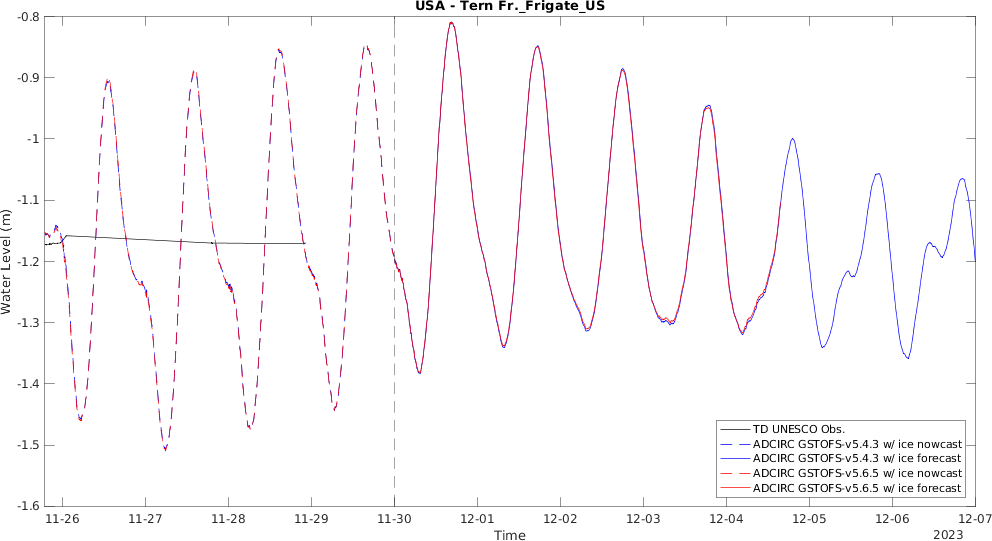 USA - Tern Fr._Frigate_US
Water Level (m)
-0.8
-0.9
-1
-1.1
-1.2
-1.3
-1.4
-1.5
-1.6
TD UNESCO Obs.
ADCIRC GSTOFS-v5.4.3 w/ ice nowcast
ADCIRC GSTOFS-v5.4.3 w/ ice forecast
ADCIRC GSTOFS-v5.6.5 w/ ice nowcast
ADCIRC GSTOFS-v5.6.5 w/ ice forecast
11-26 11-27 11-28 11-29 11-30 12-01 12-02 12-03 12-04 12-05 12-06 12-07
Time
2023